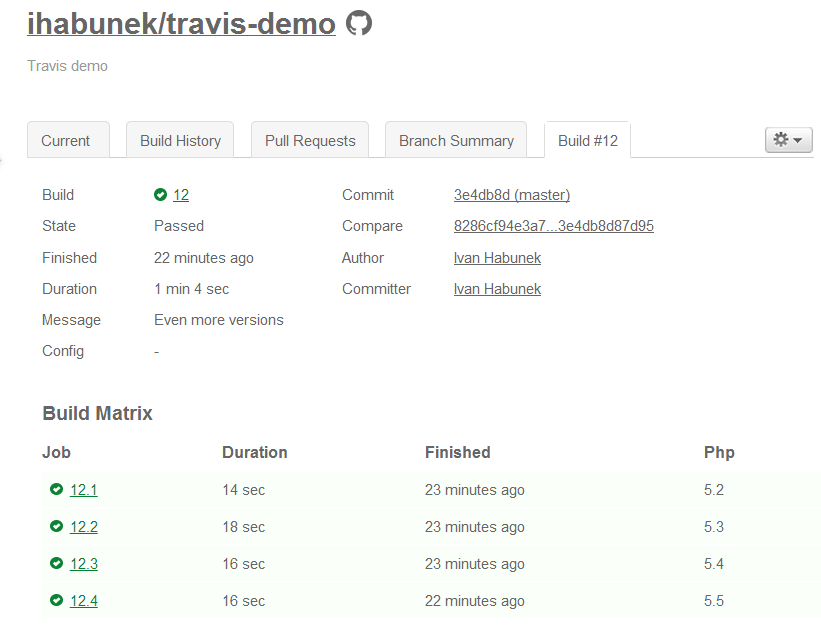 ihabunek/travis-demo
Travis demo
Current Build History Pull Requests Branch Summary Build #12
Build 12 Commit 3e4db8d (master)
State Passed Compare 8286cf94e3a7...3e4db8d87d95
Finished 22 minutes ago Author Ivan Habunek
Duration 1 min 4 sec Committer Ivan Habunek
Message Even more versions
Config -
Build Matrix
Job Duration Finished Php
12.1 14 sec 23 minutes ago 5.2
12.2 18 sec 23 minutes ago 5.3
12.3 16 sec 23 minutes ago 5.4
12.4 16 sec 22 minutes ago 5.5